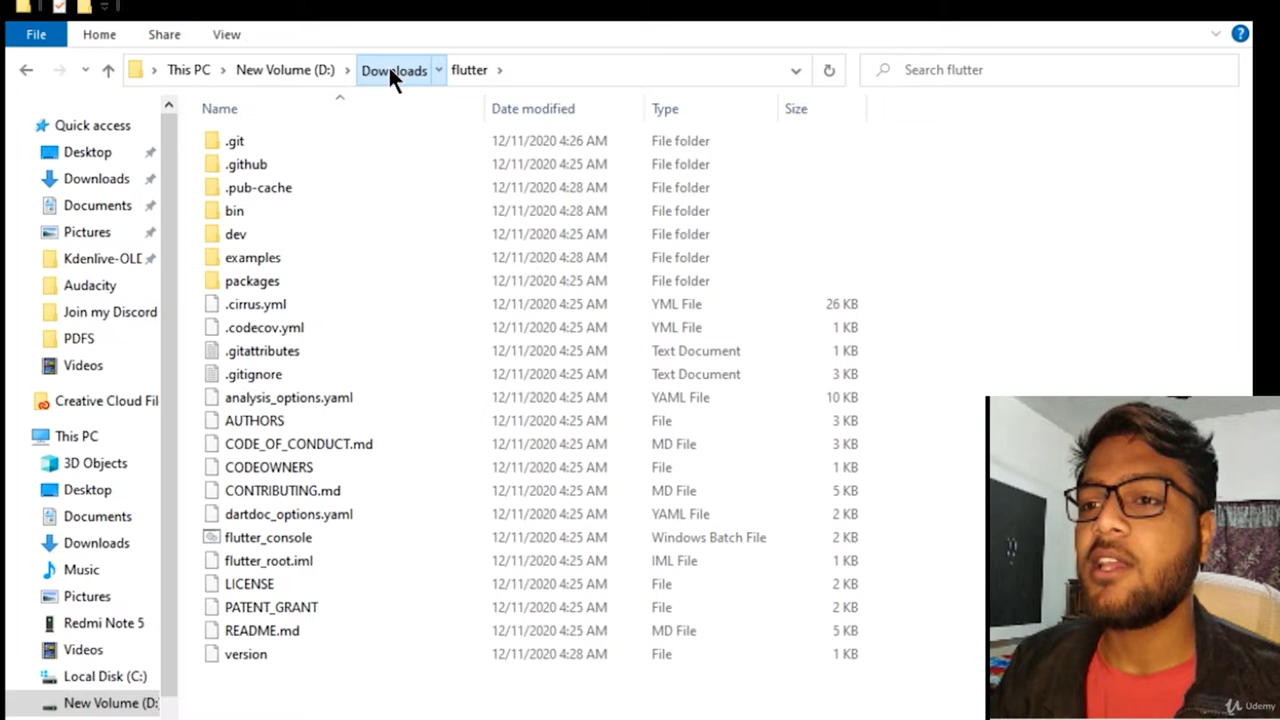 File Home Share View
This PC New Volume (D:) Downloads flutter Search flutter
Name Date modified Type Size
Quick access
Desktop
Downloads
Documents
Pictures
Kdenlive-OLD
Audacity
Join my Discord
PDFS
Videos
Creative Cloud Fil
This PC
3D Objects
Desktop
Documents
Downloads
Music
Pictures
Redmi Note 5
Videos
Local Disk (C:)
New Volume (D:
.git 12/11/2020 4:26 AM File folder
.github 12/11/2020 4:25 AM File folder
.pub-cache 12/11/2020 4:28 AM File folder
bin 12/11/2020 4:28 AM File folder
dev 12/11/2020 4:25 AM File folder
examples 12/11/2020 4:28 AM File folder
packages 12/11/2020 4:25 AM File folder
.cirrus.yml 12/11/2020 4:25 AM YML File 26 KB
.codecov.yml 12/11/2020 4:25 AM YML File 1 KB
.gitattributes 12/11/2020 4:25 AM Text Document 1 KB
.gitignore 12/11/2020 4:25 AM Text Document 3 KB
analysis_options.yaml 12/11/2020 4:25 AM YAML File 10 KB
AUTHORS 12/11/2020 4:25 AM File 3 KB
CODE_OF_CONDUCT.md 12/11/2020 4:25 AM MD File 3 KB
CODEOWNERS 12/11/2020 4:25 AM File 1 KB
CONTRIBUTING.md 12/11/2020 4:25 AM MD File 5 KB
dartdoc_options.yaml 12/11/2020 4:25 AM YAML File 2 KB
flutter_console 12/11/2020 4:25 AM Windows Batch File 2 KB
flutter_root.iml 12/11/2020 4:25 AM IML File 1 KB
LICENSE 12/11/2020 4:25 AM File 2 KB
PATENT_GRANT 12/11/2020 4:25 AM File 2 KB
README.md 12/11/2020 4:25 AM MD File 5 KB
version 12/11/2020 4:28 AM File 1 KB
Udemy